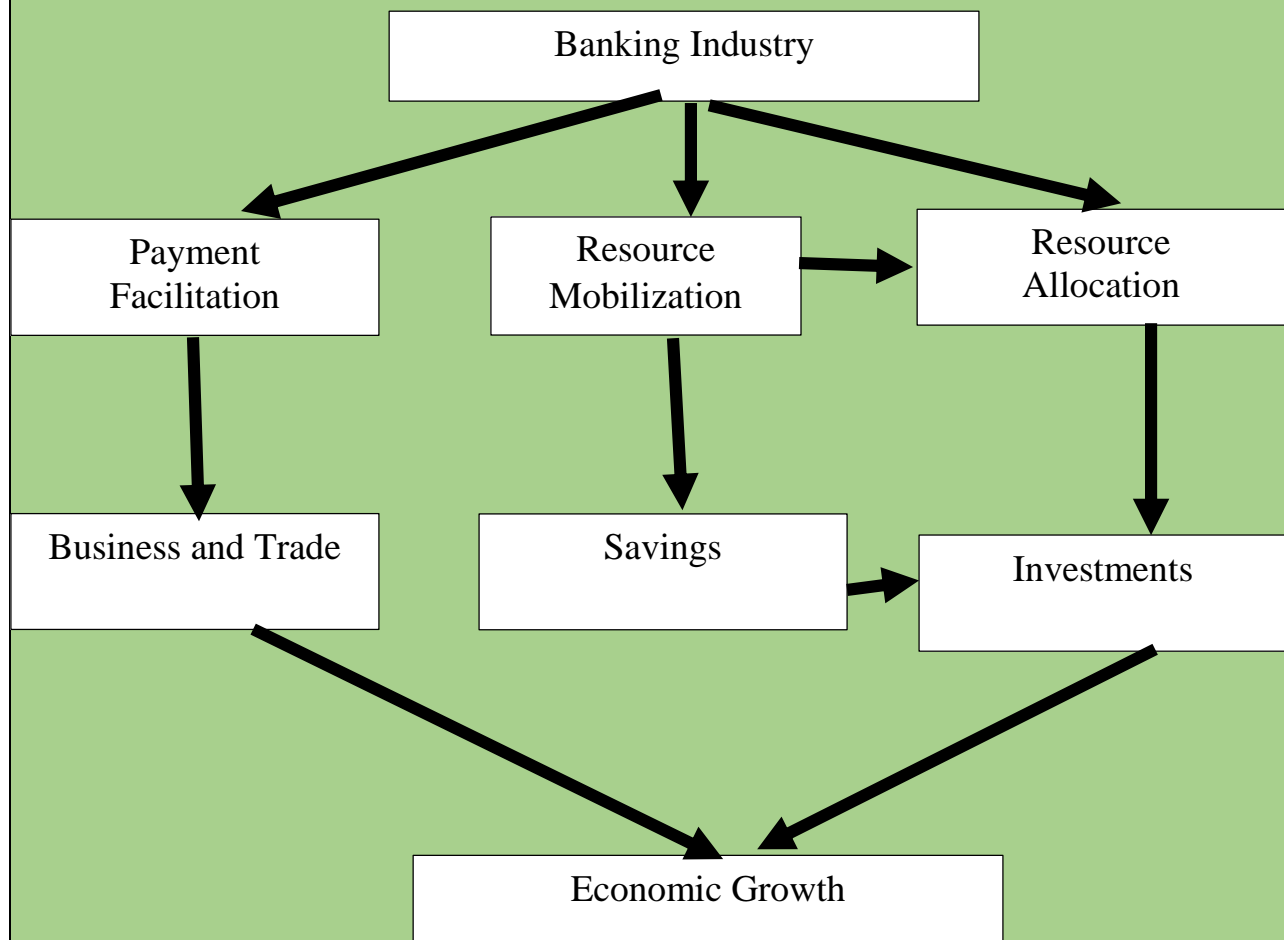 Banking Industry
Payment
Facilitation
Resource
Mobilization
Resource
Allocation
Business and Trade
Savings
Investments
Economic Growth